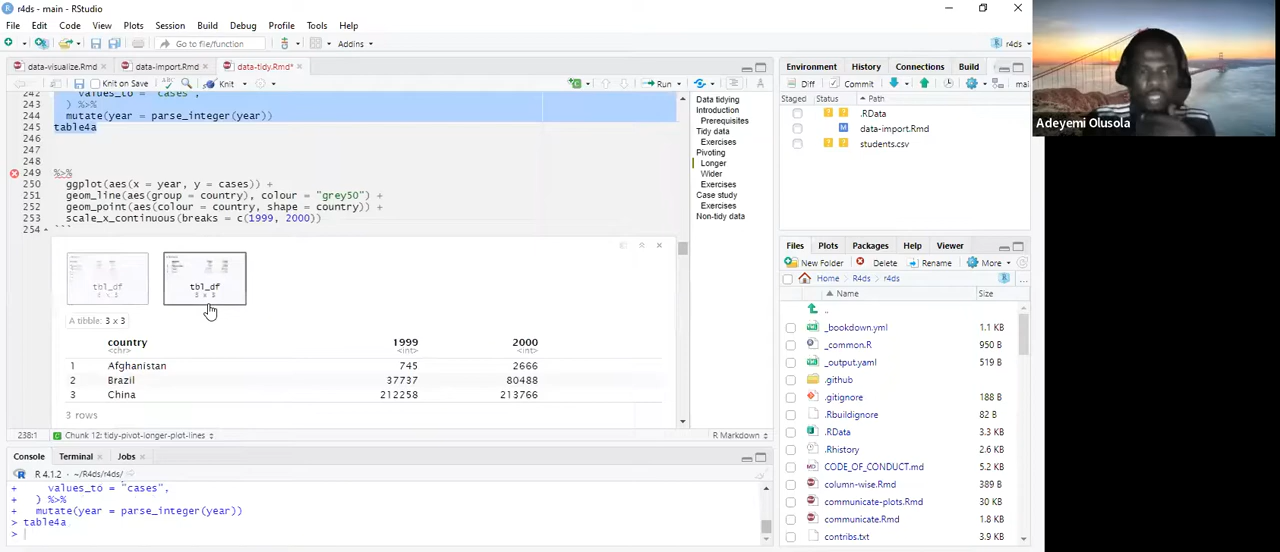 r4ds - main - RStudio
File Edit Code View Plots Session Build Debug Profile Tools Help
Go to file/function Addins r4ds
data-visualize.Rmd data-import.Rmd data-tidy.Rmd*
Knit on Save Knit Run
242 values_to = "cases",
243 ) %>%
244 mutate(year = parse_integer(year))
245 table4a
246
247
248
249 %>%
250 ggplot(aes(x = year, y = cases)) +
251 geom_line(aes(group = country), colour = "grey50") +
252 geom_point(aes(colour = country, shape = country)) +
253 scale_x_continuous(breaks = c(1999, 2000))
254 ```
tbl_df
tbl_df
3 x 3
A tibble: 3 x 3
country 1999 2000
<chr> <int> <int>
1 Afghanistan 745 2666
2 Brazil 37737 80488
3 China 212258 213766
3 rows
238:1 Chunk 12: tidy-pivot-longer-plot-lines R Markdown
Data tidying
Introduction
Prerequisites
Tidy data
Exercises
Pivoting
Longer
Wider
Exercises
Case study
Exercises
Non-tidy data
Console Terminal Jobs
R 4.1.2 · ~/R4ds/r4ds/
+ values_to = "cases",
+ ) %>%
+ mutate(year = parse_integer(year))
> table4a
>
Environment History Connections Build
Diff Commit mai
Staged Status Path
.RData
data-import.Rmd
students.csv
Files Plots Packages Help Viewer
New Folder Delete Rename More
Home R4ds r4ds ...
Name Size
..
_bookdown.yml 1.1 KB
_common.R 950 B
_output.yaml 519 B
.github
.gitignore 188 B
.Rbuildignore 82 B
.RData 3.3 KB
.Rhistory 2.6 KB
CODE_OF_CONDUCT.md 5.2 KB
column-wise.Rmd 389 B
communicate-plots.Rmd 30 KB
communicate.Rmd 1.8 KB
contribs.txt 3.9 KB
Adeyemi Olusola